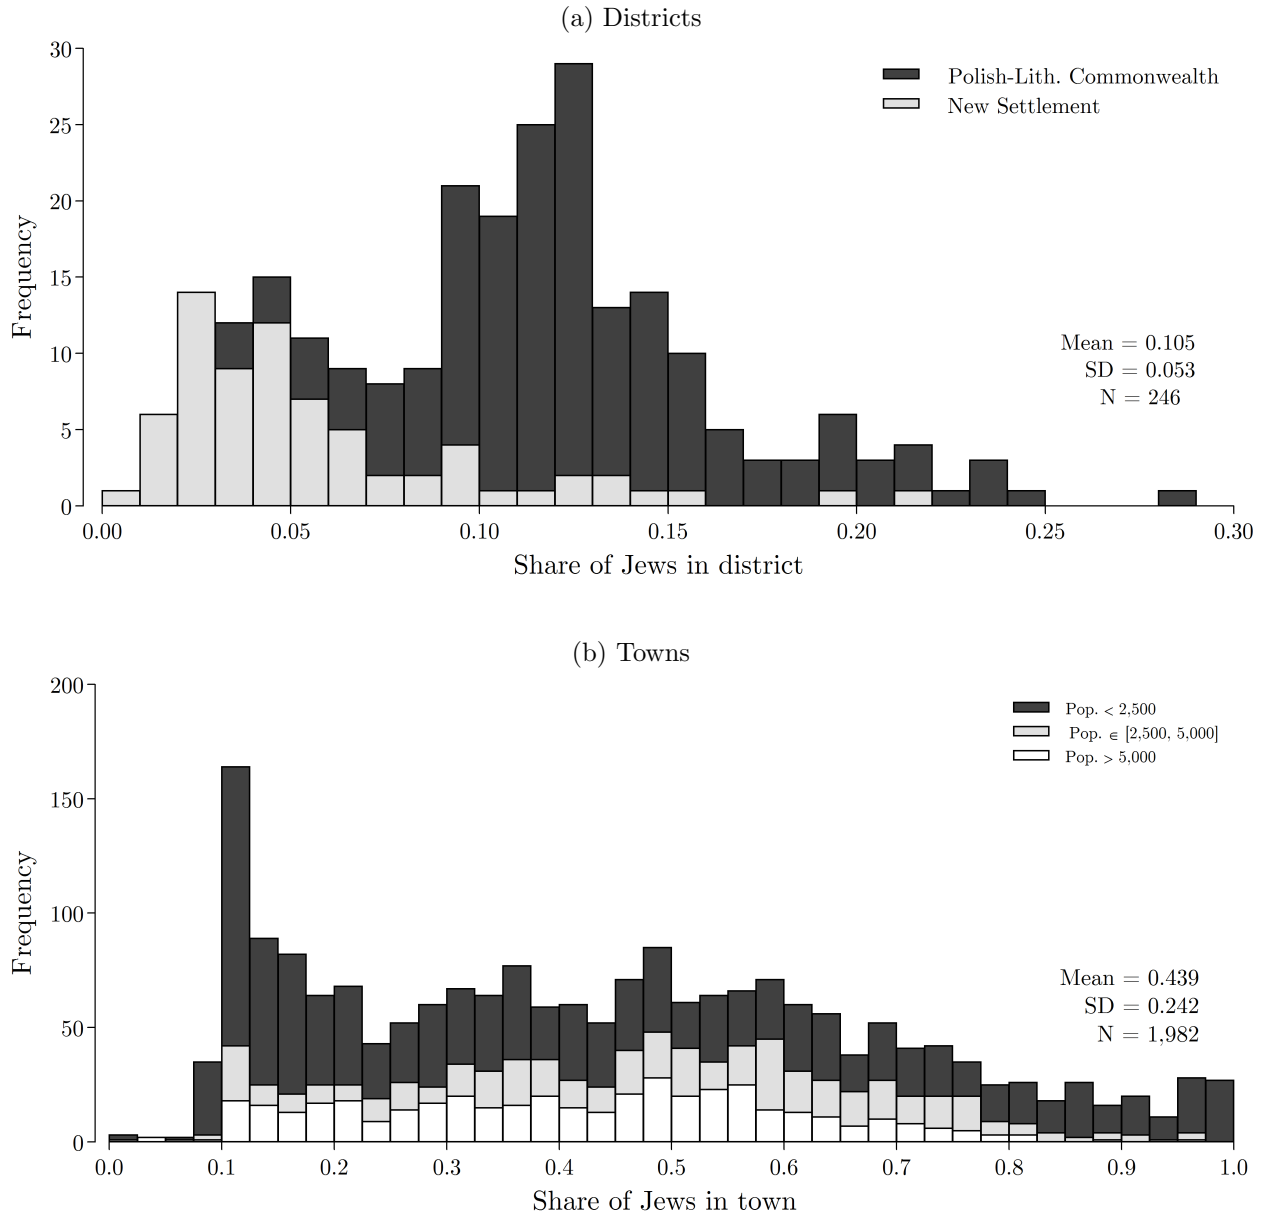 (a) Districts
30
25
20
15
10
5
0
Frequency
Polish-Lith. Commonwealth
New Settlement
Mean = 0.105
SD = 0.053
N = 246
0.00 0.05 0.10 0.15 0.20 0.25 0.30
Share of Jews in district
(b) Towns
200
150
100
50
0
Frequency
Pop. < 2,500
Pop. ∈ [2,500, 5,000]
Pop. > 5,000
Mean = 0.439
SD = 0.242
N = 1,982
0.0 0.1 0.2 0.3 0.4 0.5 0.6 0.7 0.8 0.9 1.0
Share of Jews in town